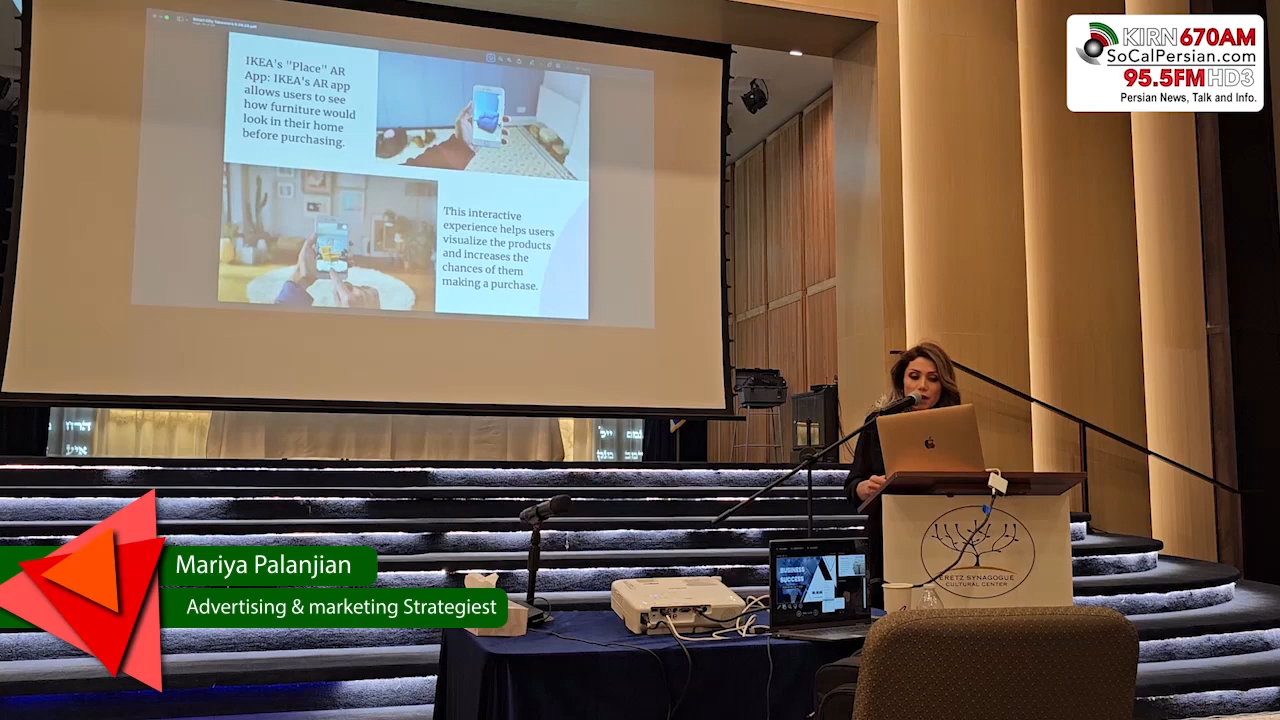 IKEA's "Place" AR
App: IKEA's AR app
allows users to see
how furniture would
look in their home
before purchasing.
This interactive
experience helps users
visualize the products
and increases the
chances of them
making a purchase.
KIRN 670AM
SoCalPersian.com
95.5FM HD3
Persian News, Talk and Info.
Mariya Palanjian
Advertising & marketing Strategiest
BUSINESS
SUCCESS
ERETZ SYNAGOGUE
CULTURAL CENTER